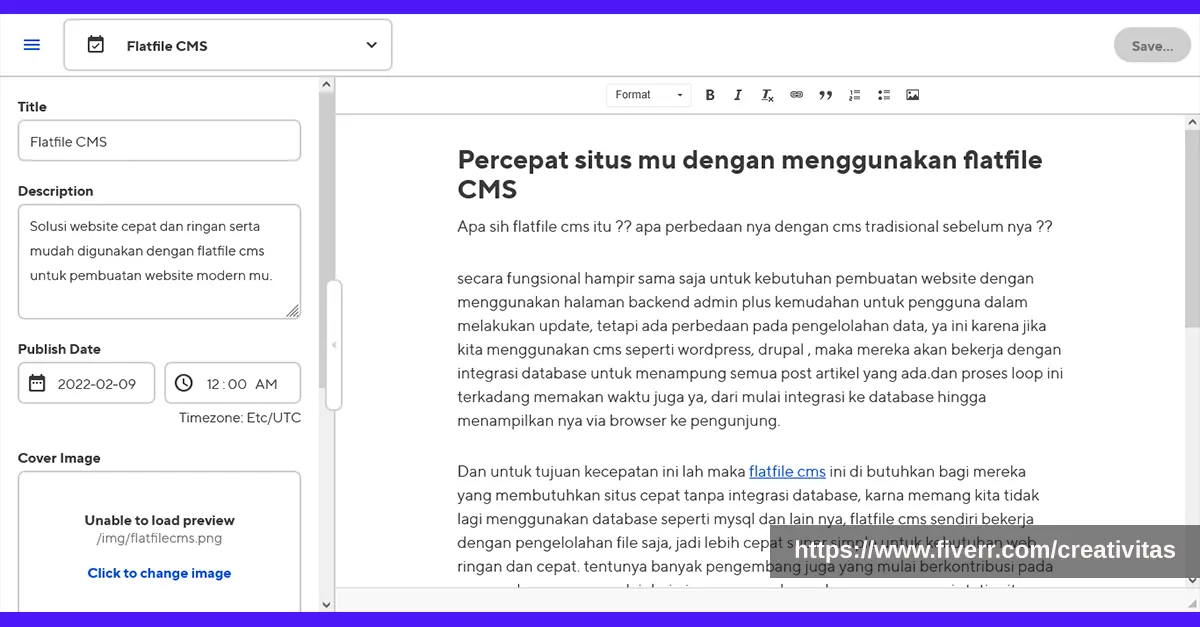 Flatfile CMS
Save...
Title
Flatfile CMS
Description
Solusi website cepat dan ringan serta
mudah digunakan dengan flatfile cms
untuk pembuatan website modern mu.
Publish Date
2022-02-09
12:00 AM
Timezone: Etc/UTC
Cover Image
Unable to load preview
/img/flatfilecms.png
Click to change image
Format
B I Tx
Percepat situs mu dengan menggunakan flatfile
CMS
Apa sih flatfile cms itu ?? apa perbedaan nya dengan cms tradisional sebelum nya ??
secara fungsional hampir sama saja untuk kebutuhan pembuatan website dengan
menggunakan halaman backend admin plus kemudahan untuk pengguna dalam
melakukan update, tetapi ada perbedaan pada pengelolahan data, ya ini karena jika
kita menggunakan cms seperti wordpress, drupal , maka mereka akan bekerja dengan
integrasi database untuk menampung semua post artikel yang ada.dan proses loop ini
terkadang memakan waktu juga ya, dari mulai integrasi ke database hingga
menampilkan nya via browser ke pengunjung.
Dan untuk tujuan kecepatan ini lah maka flatfile cms ini di butuhkan bagi mereka
yang membutuhkan situs cepat tanpa integrasi database, karna memang kita tidak
lagi menggunakan database seperti mysql dan lain nya, flatfile cms sendiri bekerja
dengan pengelolahan file saja, jadi lebih cepat super simply untuk kebutuhan web
ringan dan cepat. tentunya banyak pengembang juga yang mulai berkontribusi pada
https://www.fiverr.com/creativitas